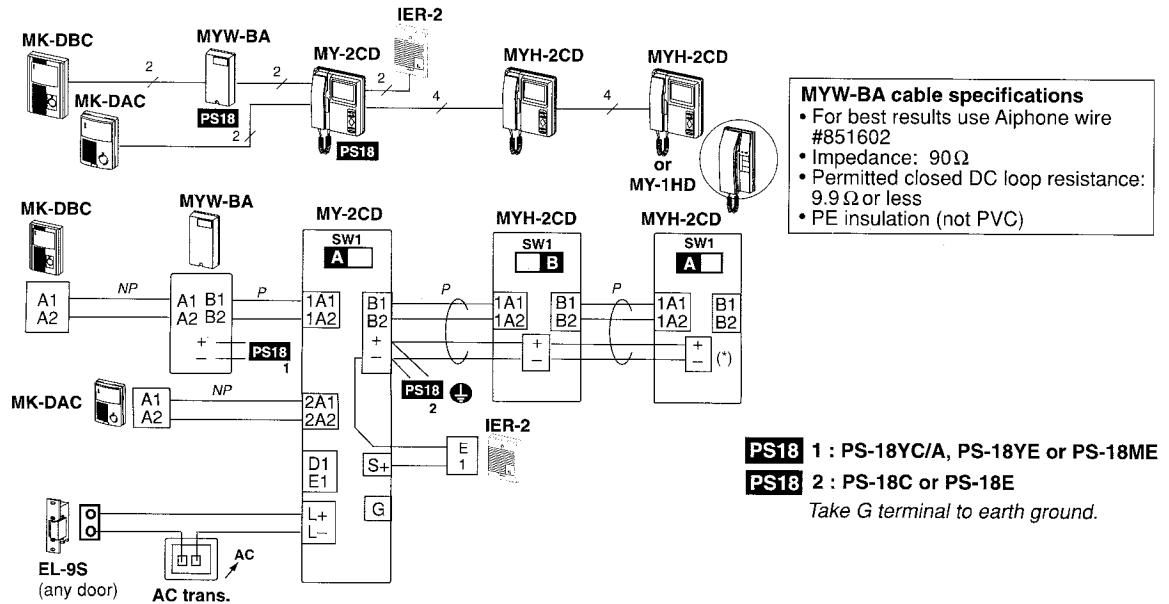 IER-2
MK-DBC
MYW-BA
MY-2CD
MYH-2CD
MYH-2CD
2
2
2
4
4
MK-DAC
PS18
2
PS18
or
MY-1HD
MYW-BA cable specifications
• For best results use Aiphone wire
#851602
• Impedance: 90Ω
• Permitted closed DC loop resistance:
9.9Ω or less
• PE insulation (not PVC)
MK-DBC
MYW-BA
MY-2CD
MYH-2CD
MYH-2CD
SW1
A
SW1
B
SW1
A
NP
P
P
P
A1
A2
A1 B1
A2 B2
1A1
1A2
B1
B2
1A1
1A2
B1
B2
1A1
1A2
B1
B2
+
−
PS18
1
+
−
+
−
+
−
(*)
PS18
2
MK-DAC
A1
A2
NP
2A1
2A2
IER-2
E
1
D1
E1
S+
G
L+
L−
EL-9S
(any door)
AC
AC trans.
PS18 1 : PS-18YC/A, PS-18YE or PS-18ME
PS18 2 : PS-18C or PS-18E
Take G terminal to earth ground.